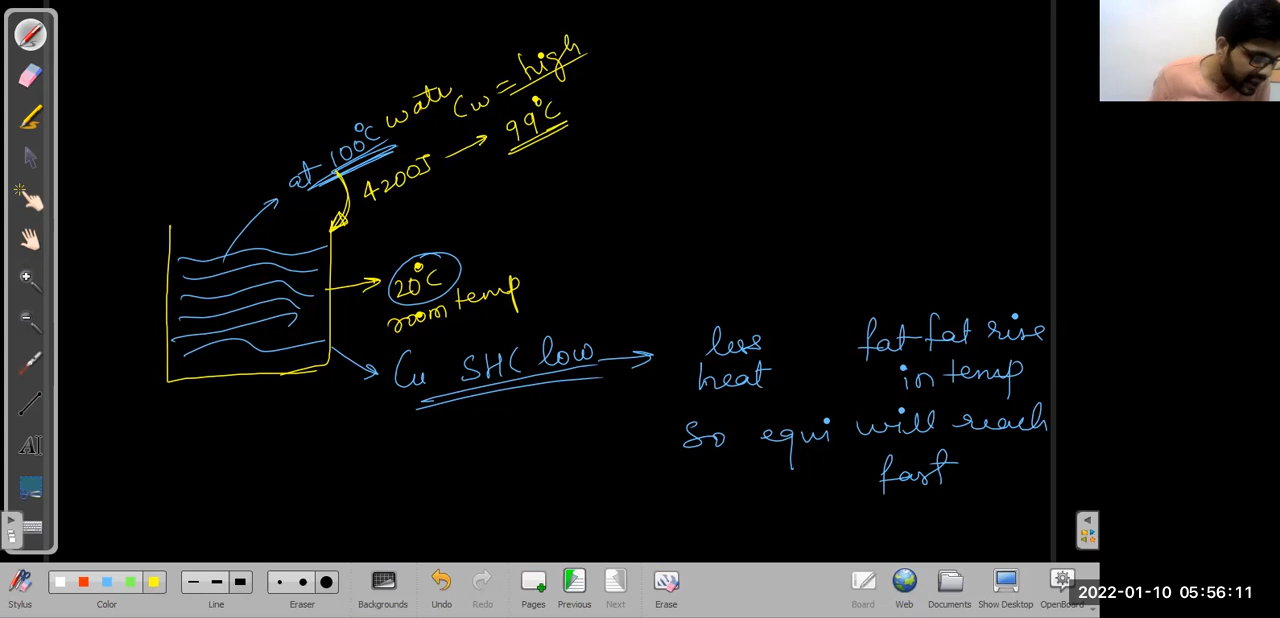 at 100°C water Cw = high
4200J → 99°C
20°C
room temp
Cu SHC low → less heat
fat-fat rise
in temp
so equi will reach
fast
Stylus
Color
Line
Eraser
Backgrounds
Undo
Redo
Pages
Previous
Next
Erase
Board
Web
Documents
Show Desktop
OpenBoard
AI
2022-01-10 05:56:11